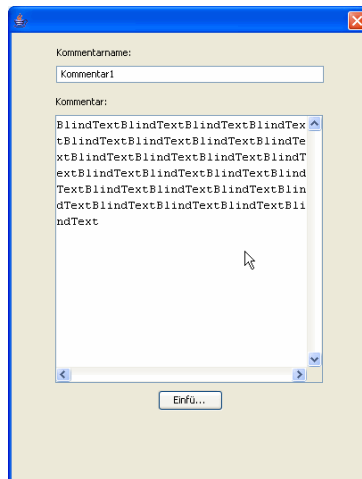 Kommentarname:
Kommentar1
Kommentar:
BlindTextBlindTextBlindTextBlindTex
tBlindTextBlindTextBlindTextBlindTe
xtBlindTextBlindTextBlindTextBlindT
extBlindTextBlindTextBlindTextBlind
TextBlindTextBlindTextBlindTextBlin
dTextBlindTextBlindTextBlindTextBli
ndText
Einfü...